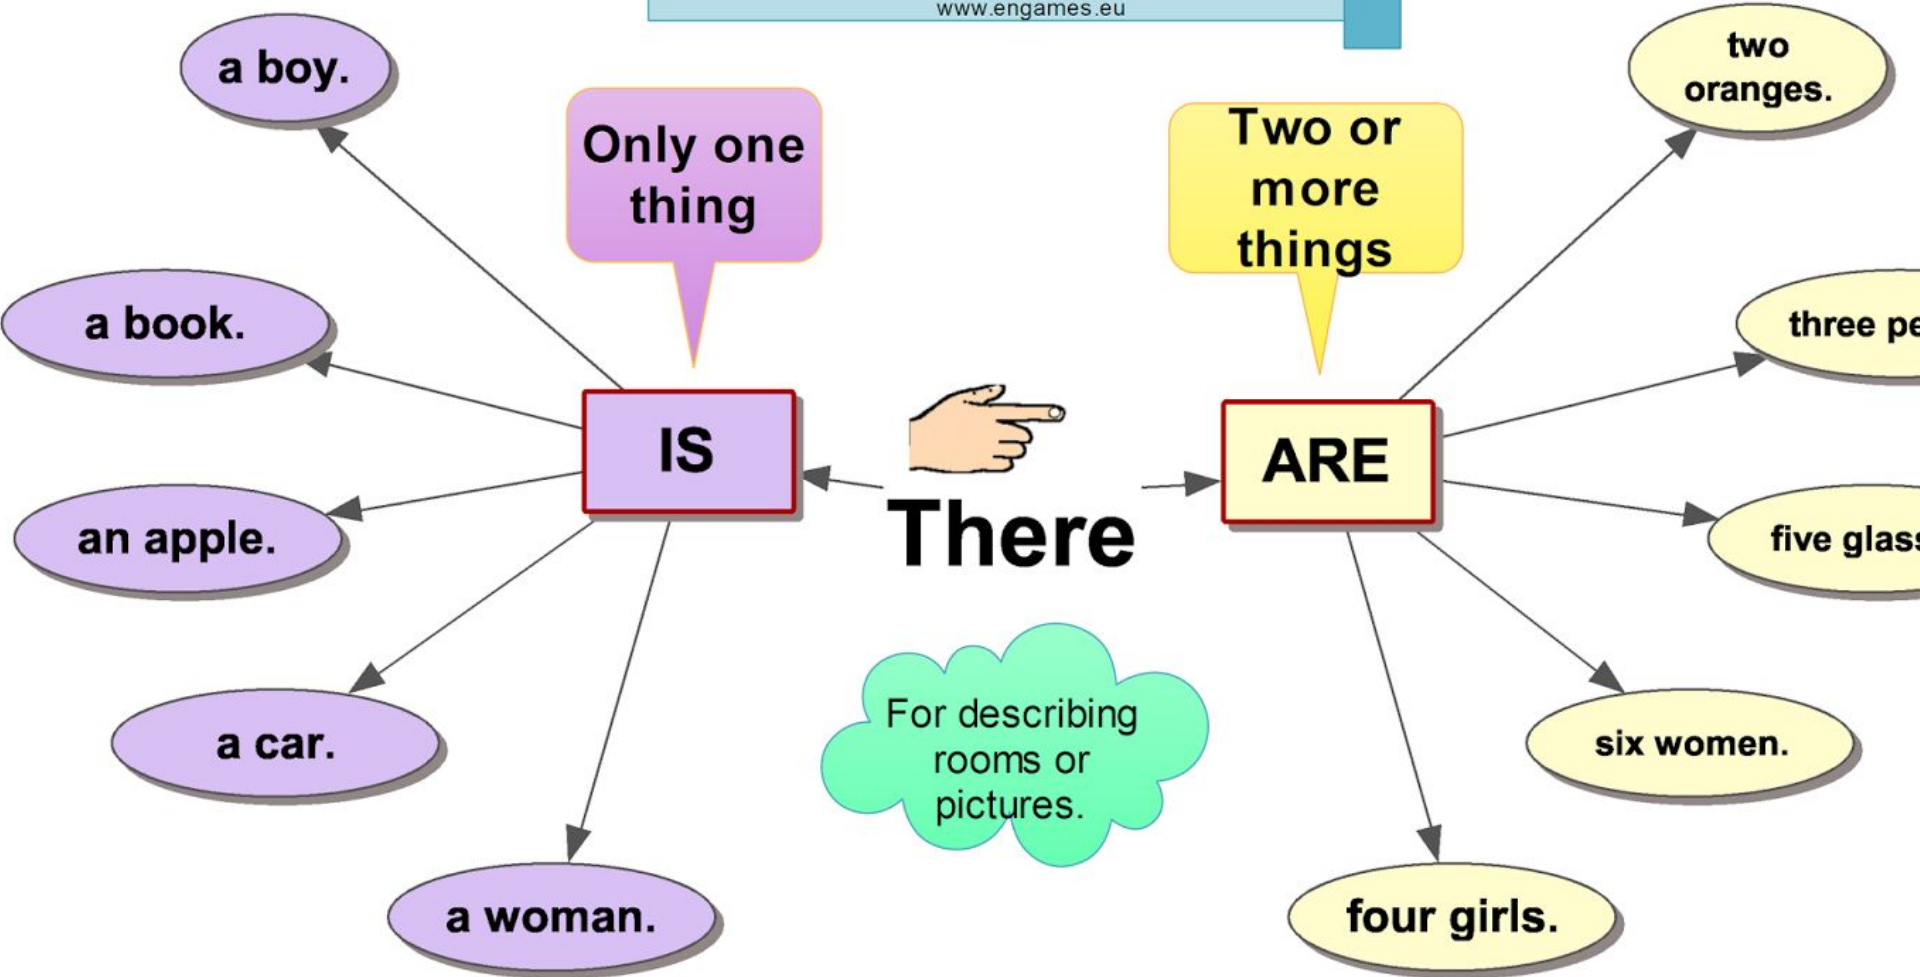 www.engames.eu
a boy.
Only one
thing
Two or
more
things
two
oranges.
a book.
three
IS
ARE
There
an apple.
five
For describing
rooms or
pictures.
a car.
six women.
a woman.
four girls.